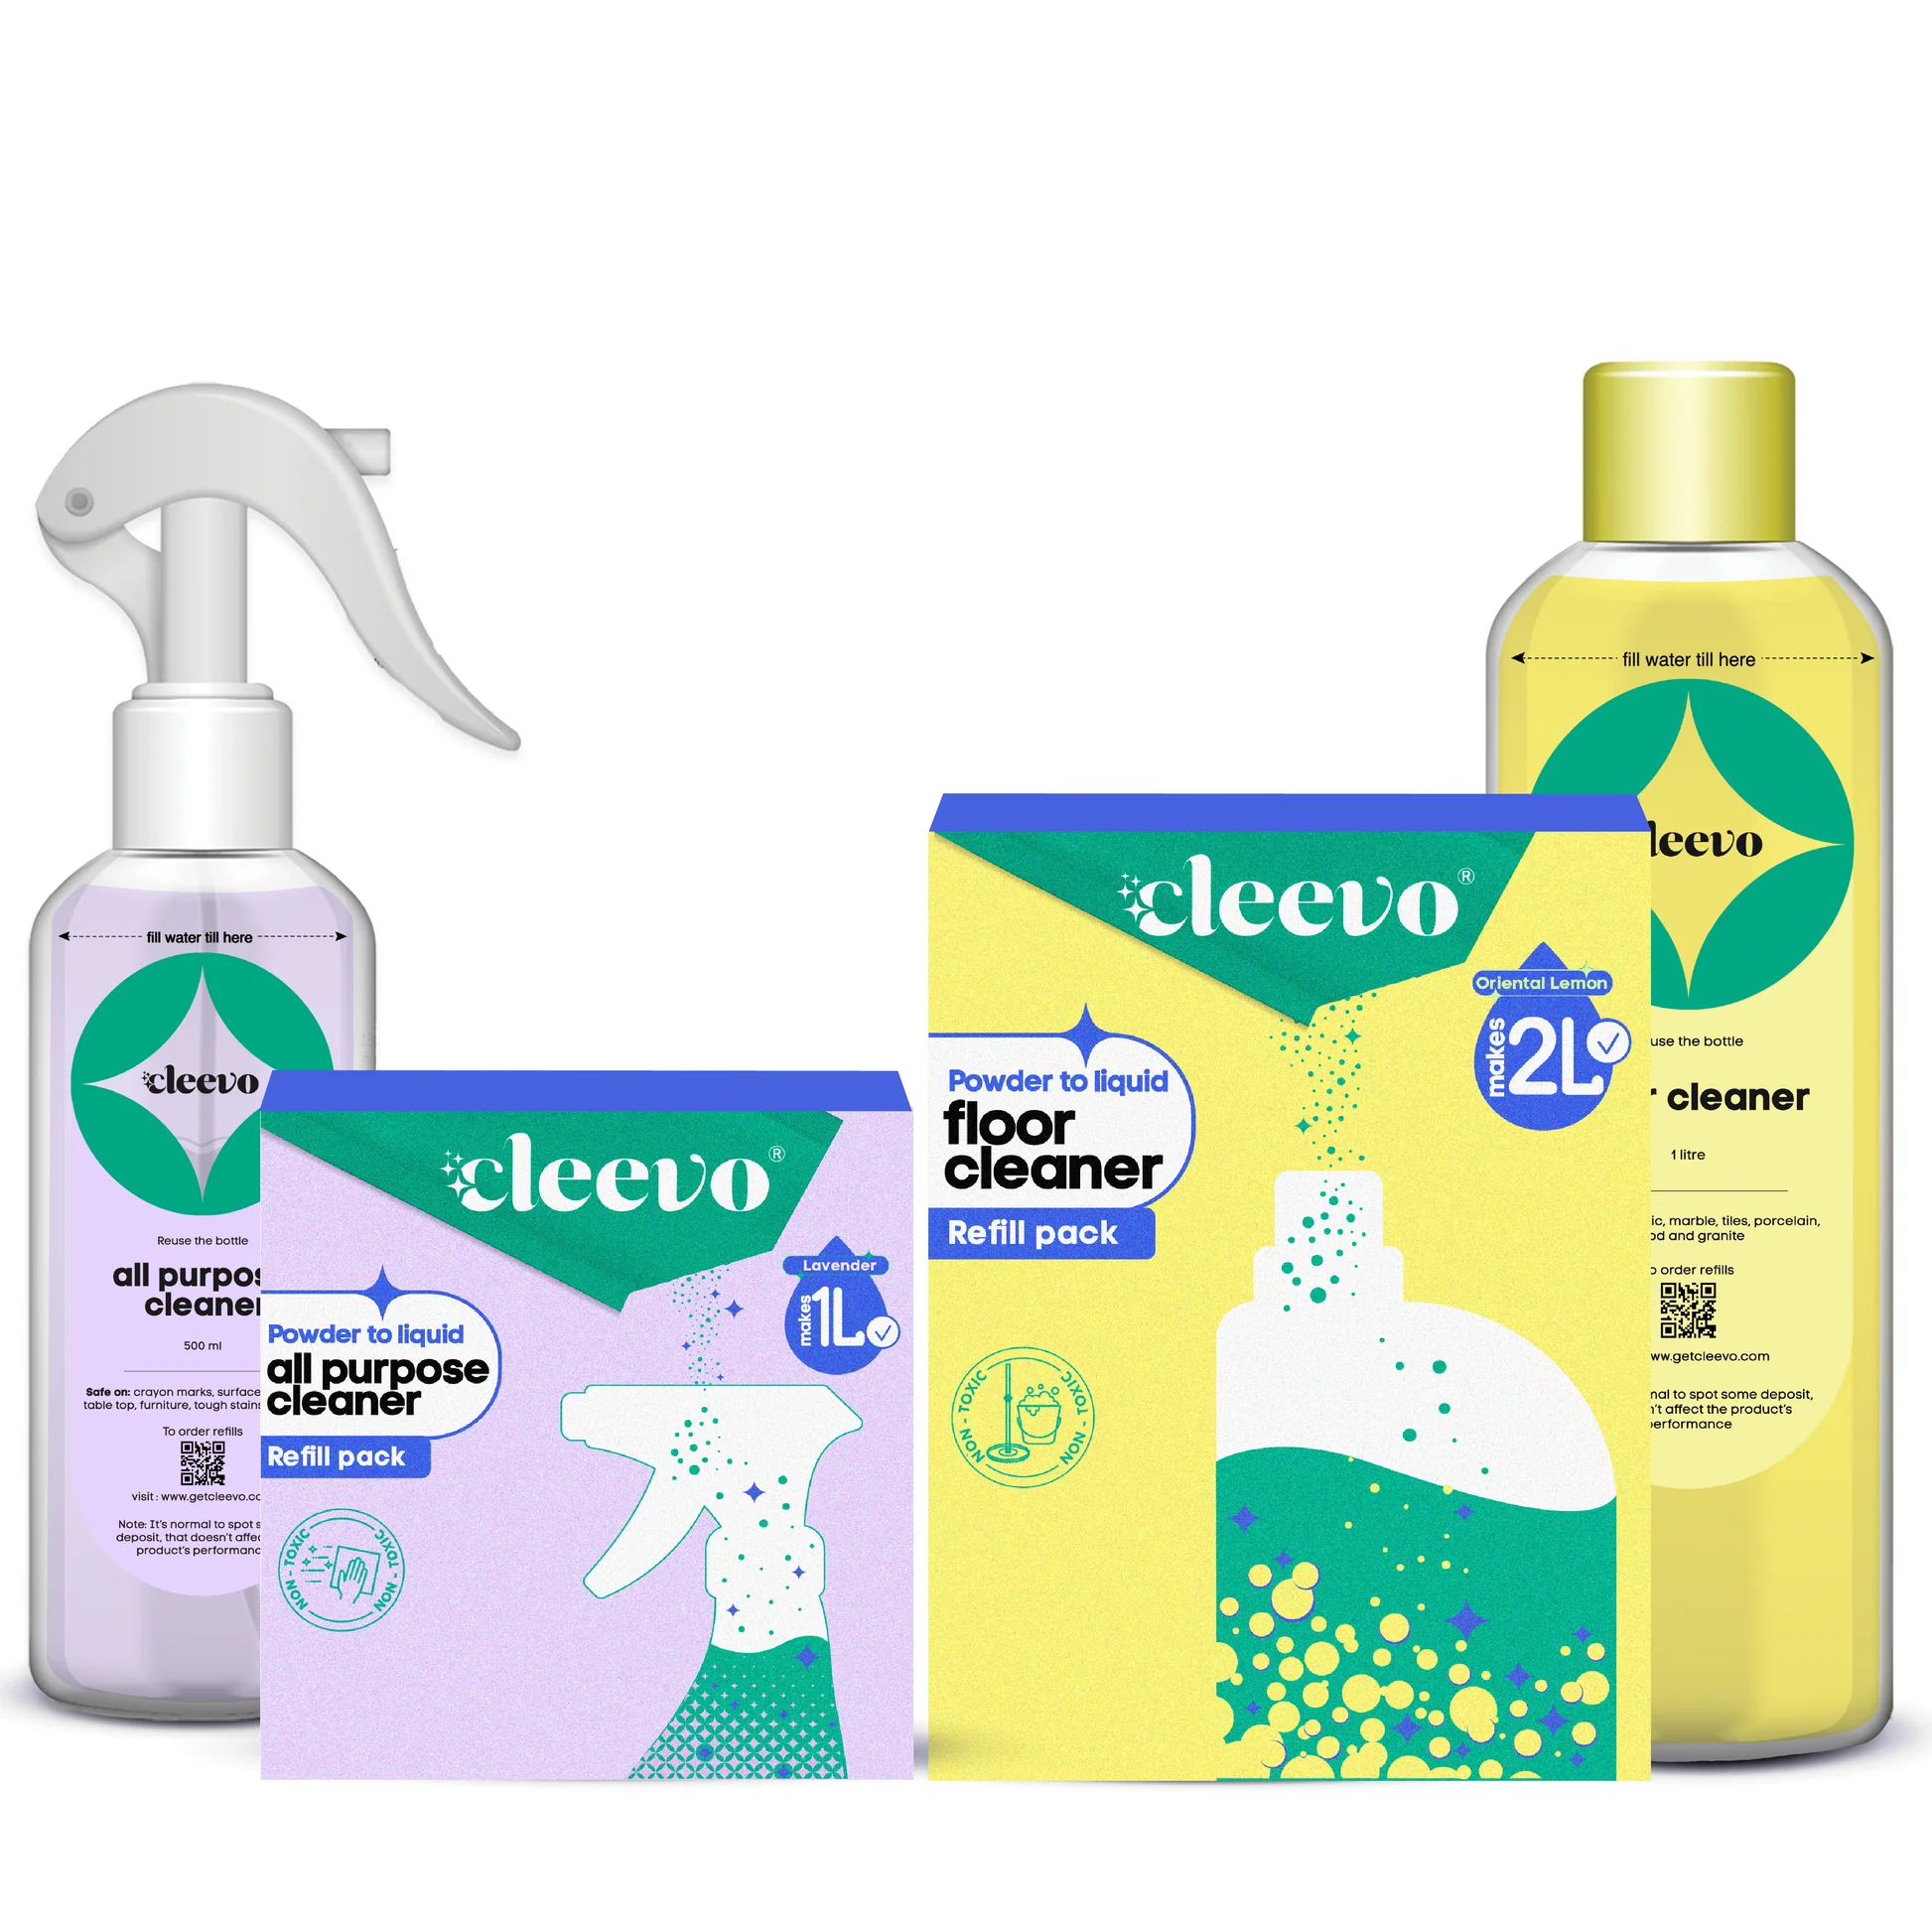 fill water till here
cleevo
Reuse the bottle
all purpos
cleaner
500 ml
Safe on: crayon marks, surface
table top, furniture, tough stains
To order refills
visit : www.getcleevo.co
Note: It's normal to spot s
deposit, that doesn't affec
product's performanc
cleevo®
Lavender
makes 1L
Powder to liquid
all purpose
cleaner
Refill pack
NON - TOXIC
NON - TOXIC
cleevo®
Oriental Lemon
makes 2L
Powder to liquid
floor
cleaner
Refill pack
NON - TOXIC
NON - TOXIC
fill water till here
leevo
use the bottle
r cleaner
1 litre
ic, marble, tiles, porcelain,
od and granite
o order refills
ww.getcleevo.com
mal to spot some deposit,
n't affect the product's
performance